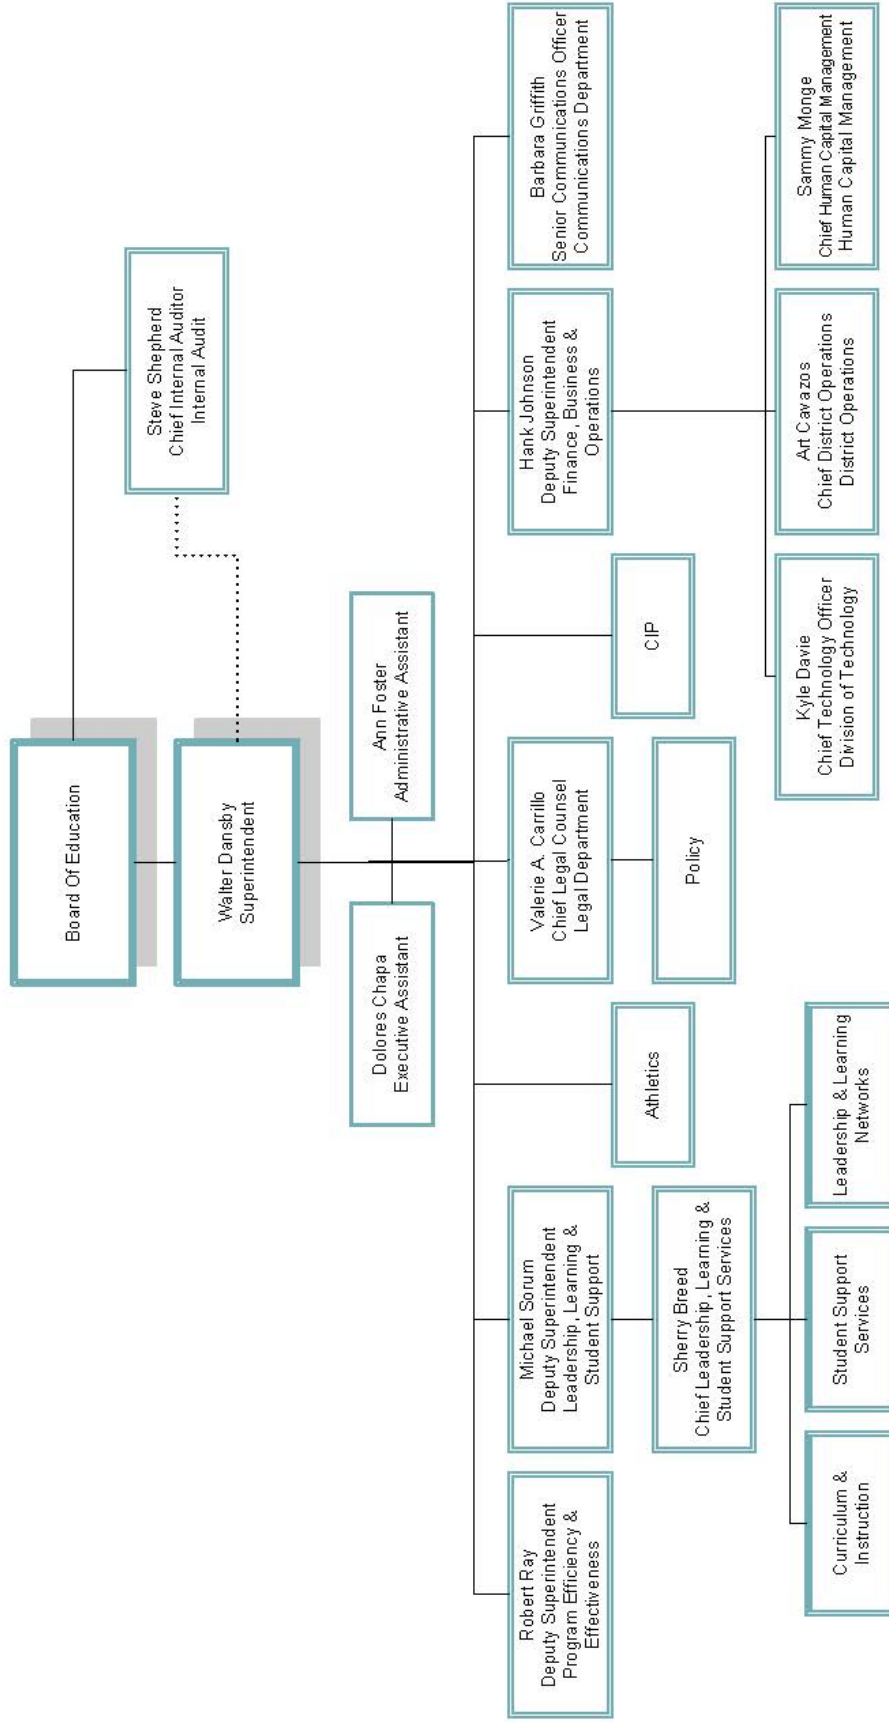 Board Of Education
Steve Shepherd
Chief Internal Auditor
Internal Audit
Walter Dansby
Superintendent
Dolores Chapa
Executive Assistant
Ann Foster
Administrative Assistant
Robert Ray
Deputy Superintendent
Program Efficiency &
Effectiveness
Michael Sorum
Deputy Superintendent
Leadership, Learning &
Student Support
Athletics
Valerie A. Carrillo
Chief Legal Counsel
Legal Department
CIP
Hank Johnson
Deputy Superintendent
Finance, Business &
Operations
Barbara Griffith
Senior Communications Officer
Communications Department
Sherry Breed
Chief Leadership, Learning &
Student Support Services
Policy
Curriculum &
Instruction
Student Support
Services
Leadership & Learning
Networks
Kyle Davie
Chief Technology Officer
Division of Technology
Art Cavazos
Chief District Operations
District Operations
Sammy Monge
Chief Human Capital Management
Human Capital Management